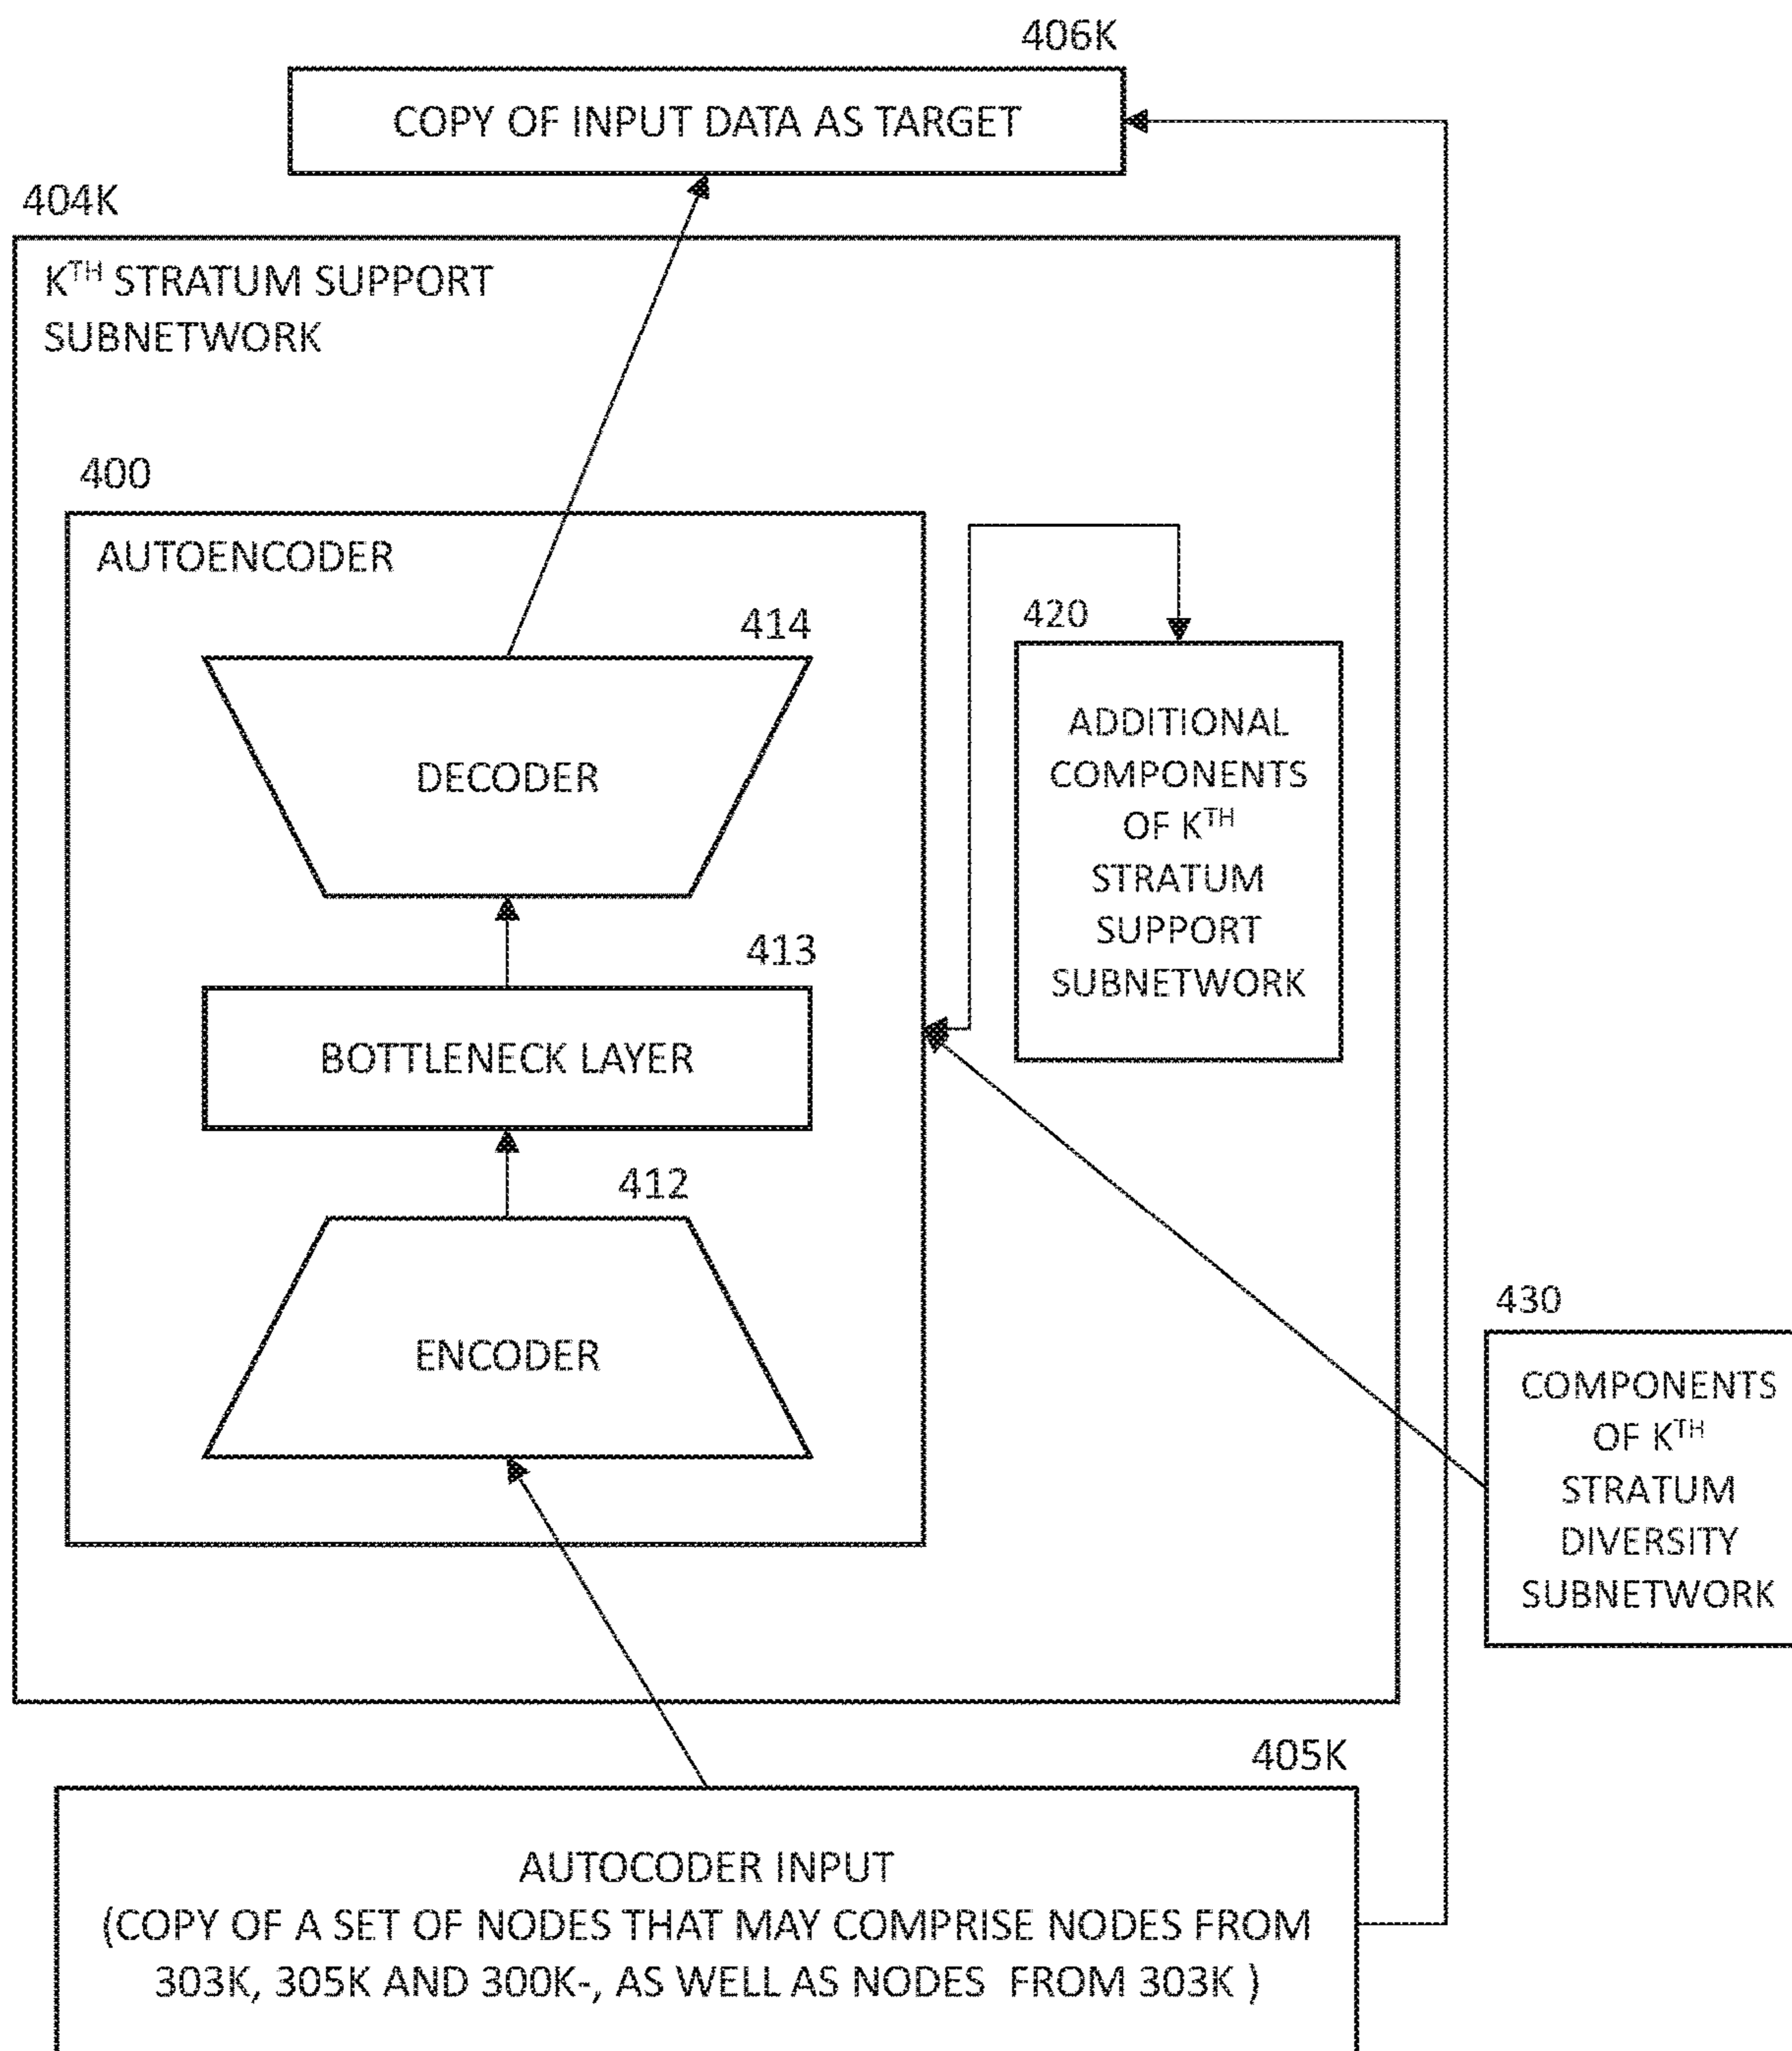 406K
COPY OF INPUT DATA AS TARGET
404K
KTH STRATUM SUPPORT
SUBNETWORK
400
AUTOENCODER
414
DECODER
420
ADDITIONAL
COMPONENTS
OF KTH
STRATUM
SUPPORT
SUBNETWORK
413
BOTTLENECK LAYER
412
ENCODER
430
COMPONENTS
OF KTH
STRATUM
DIVERSITY
SUBNETWORK
405K
AUTOCODER INPUT
(COPY OF A SET OF NODES THAT MAY COMPRISE NODES FROM
303K, 305K AND 300K-, AS WELL AS NODES FROM 303K )